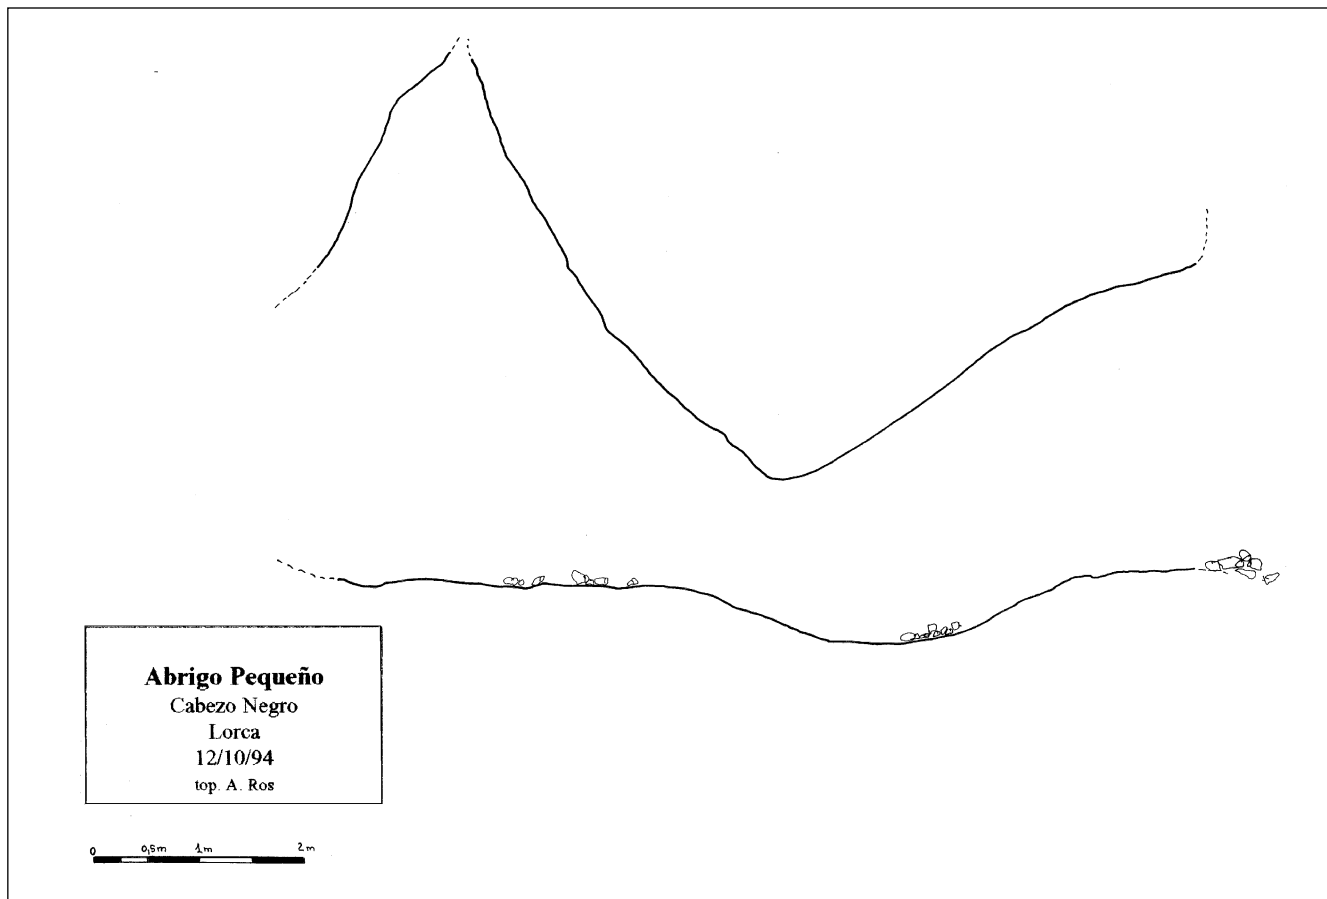 Abrigo Pequeño
Cabezo Negro
Lorca
12/10/94
top. A. Ros
0 0,5m 1m 2m